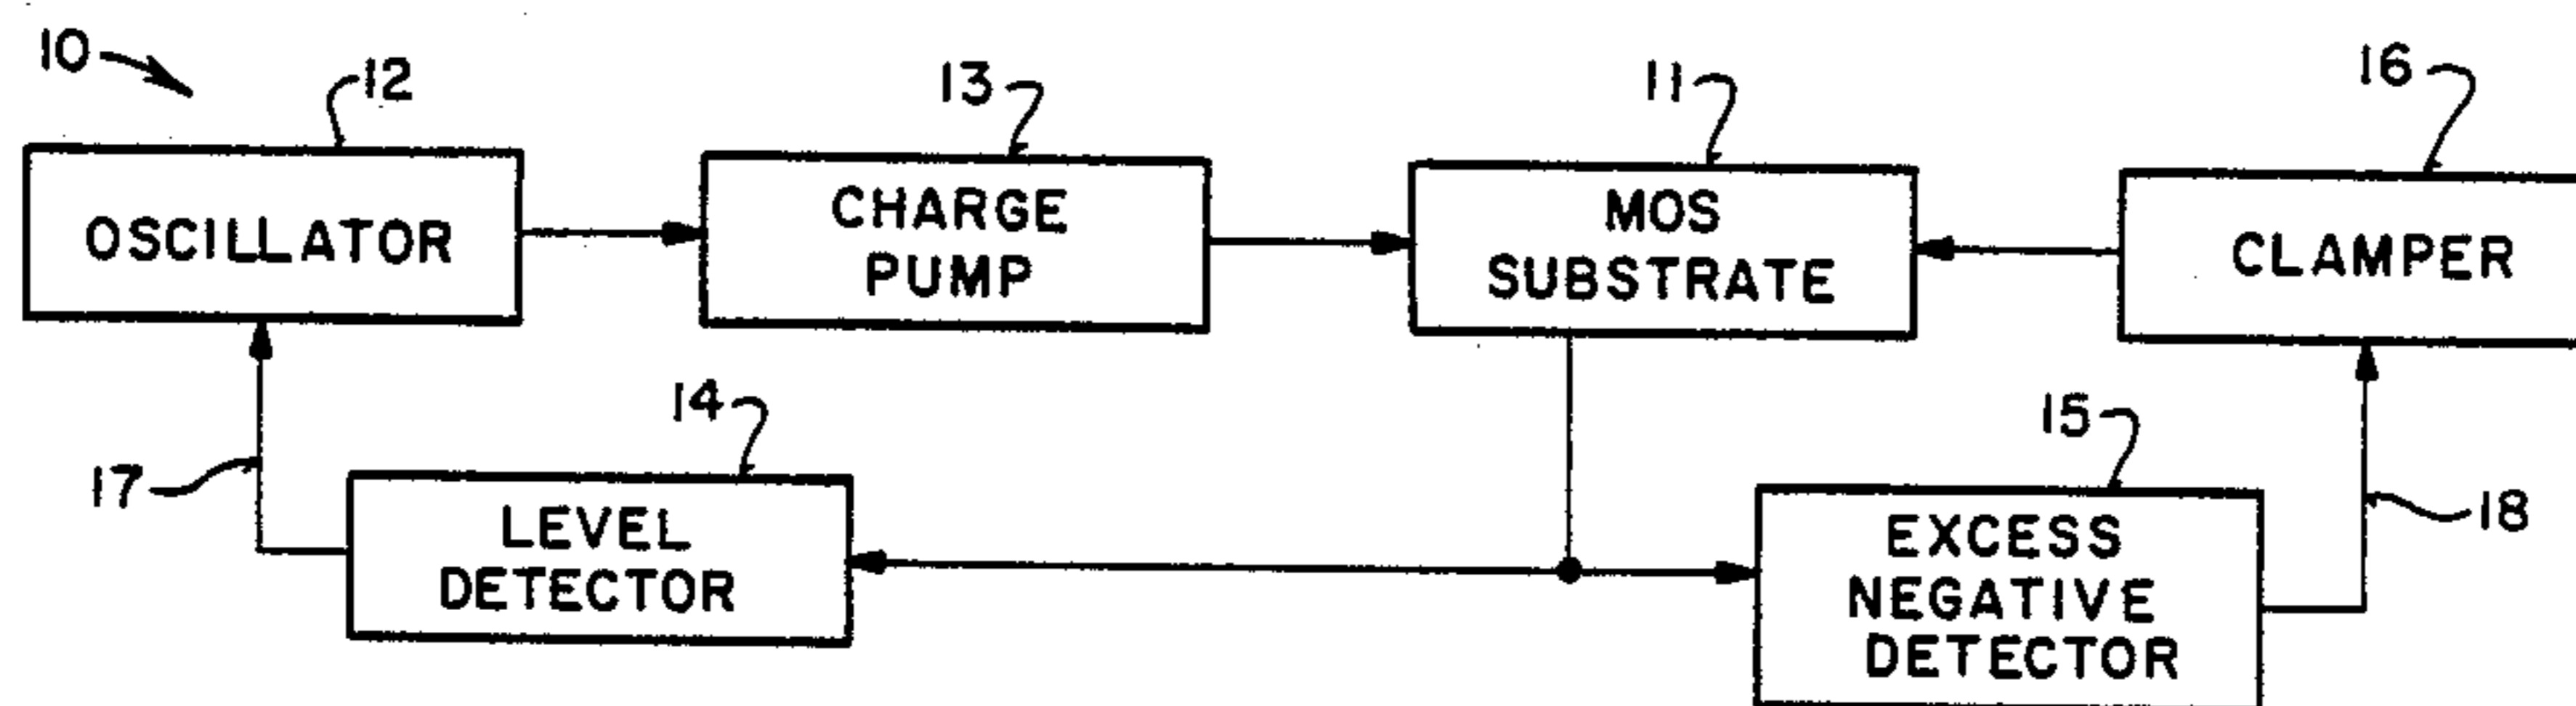 10
12
13
11
16
OSCILLATOR
CHARGE
PUMP
MOS
SUBSTRATE
CLAMPER
17
14
LEVEL
DETECTOR
15
EXCESS
NEGATIVE
DETECTOR
18